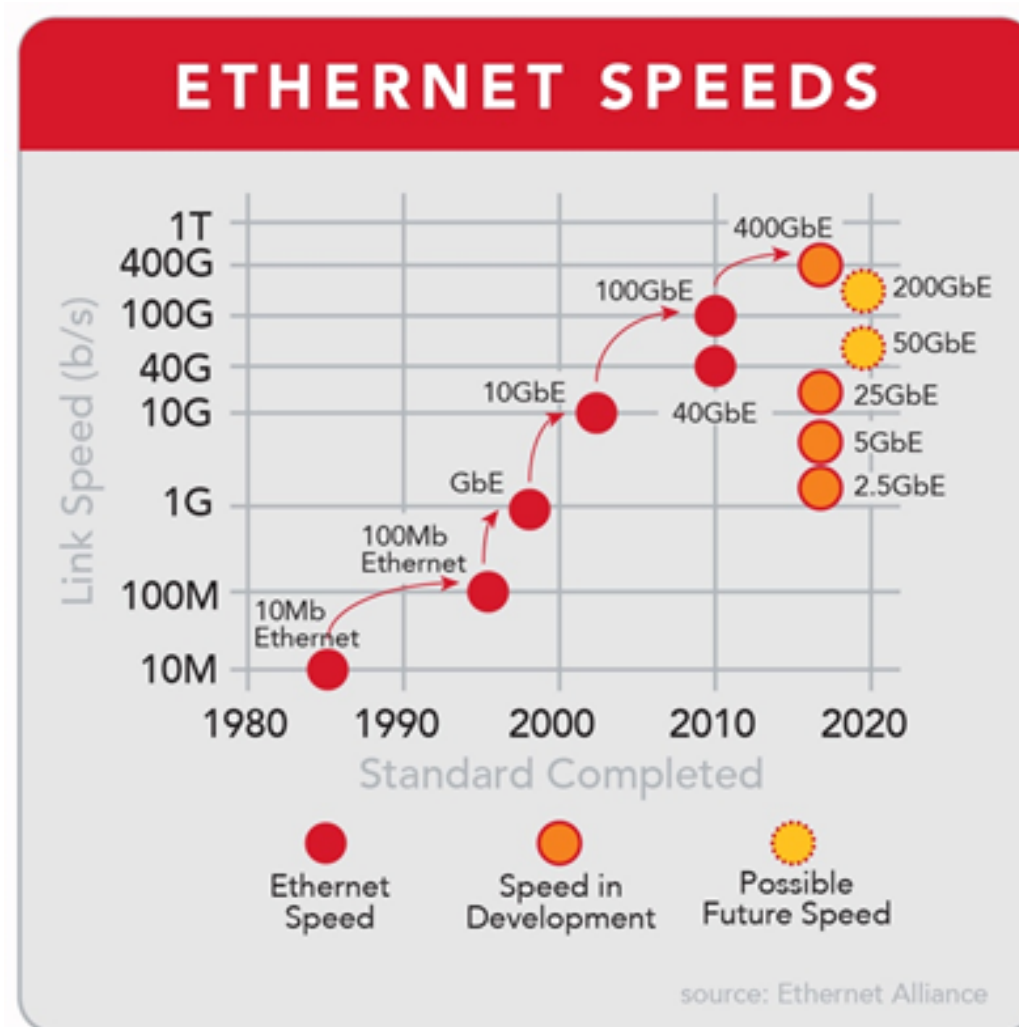 ETHERNET SPEEDS
Link Speed (b/s)
1T
400G
100G
40G
10G
1G
100M
10M
400GbE
200GbE
100GbE
50GbE
10GbE
40GbE
25GbE
5GbE
GbE
2.5GbE
100Mb
Ethernet
10Mb
Ethernet
1980 1990 2000 2010 2020
Standard Completed
Ethernet
Speed
Speed in
Development
Possible
Future Speed
source: Ethernet Alliance